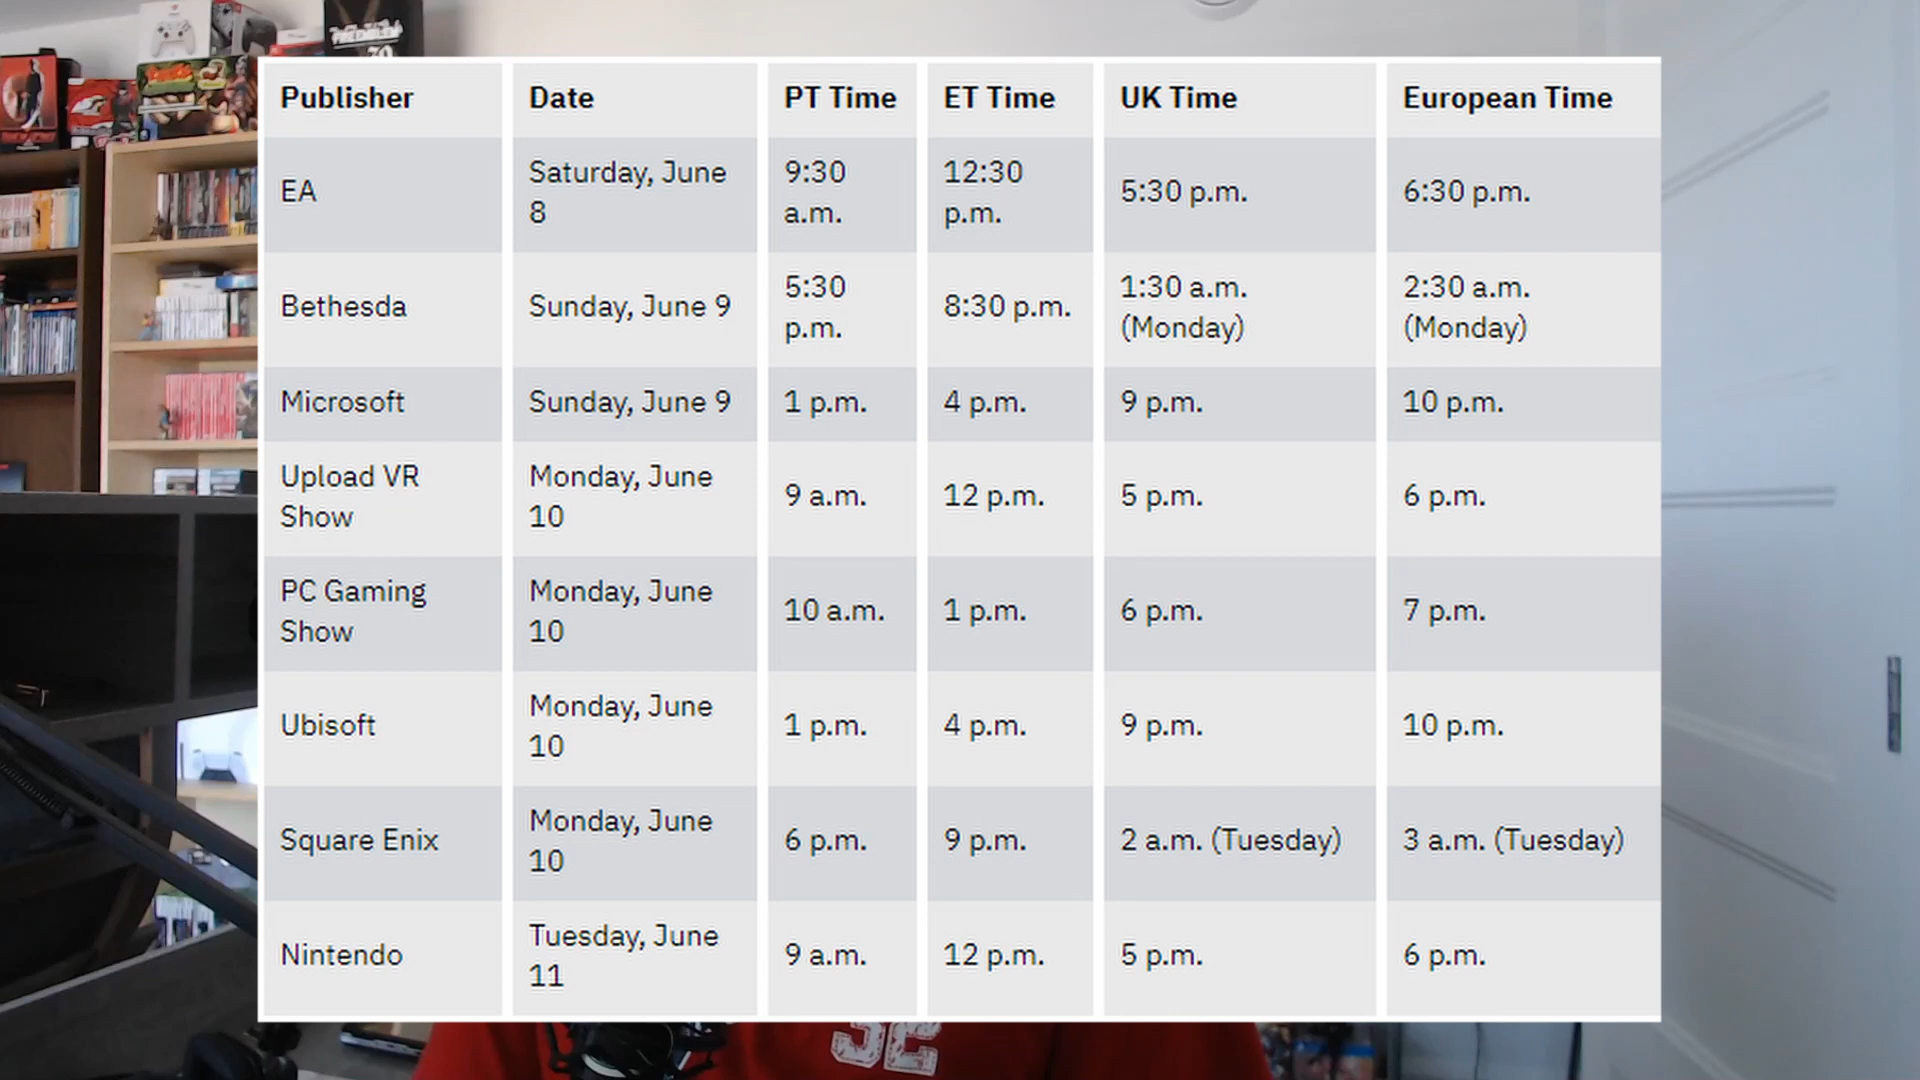 Publisher Date PT Time ET Time UK Time European Time
EA Saturday, June 8 9:30 a.m. 12:30 p.m. 5:30 p.m. 6:30 p.m.
Bethesda Sunday, June 9 5:30 p.m. 8:30 p.m. 1:30 a.m. (Monday) 2:30 a.m. (Monday)
Microsoft Sunday, June 9 1 p.m. 4 p.m. 9 p.m. 10 p.m.
Upload VR Show Monday, June 10 9 a.m. 12 p.m. 5 p.m. 6 p.m.
PC Gaming Show Monday, June 10 10 a.m. 1 p.m. 6 p.m. 7 p.m.
Ubisoft Monday, June 10 1 p.m. 4 p.m. 9 p.m. 10 p.m.
Square Enix Monday, June 10 6 p.m. 9 p.m. 2 a.m. (Tuesday) 3 a.m. (Tuesday)
Nintendo Tuesday, June 11 9 a.m. 12 p.m. 5 p.m. 6 p.m.